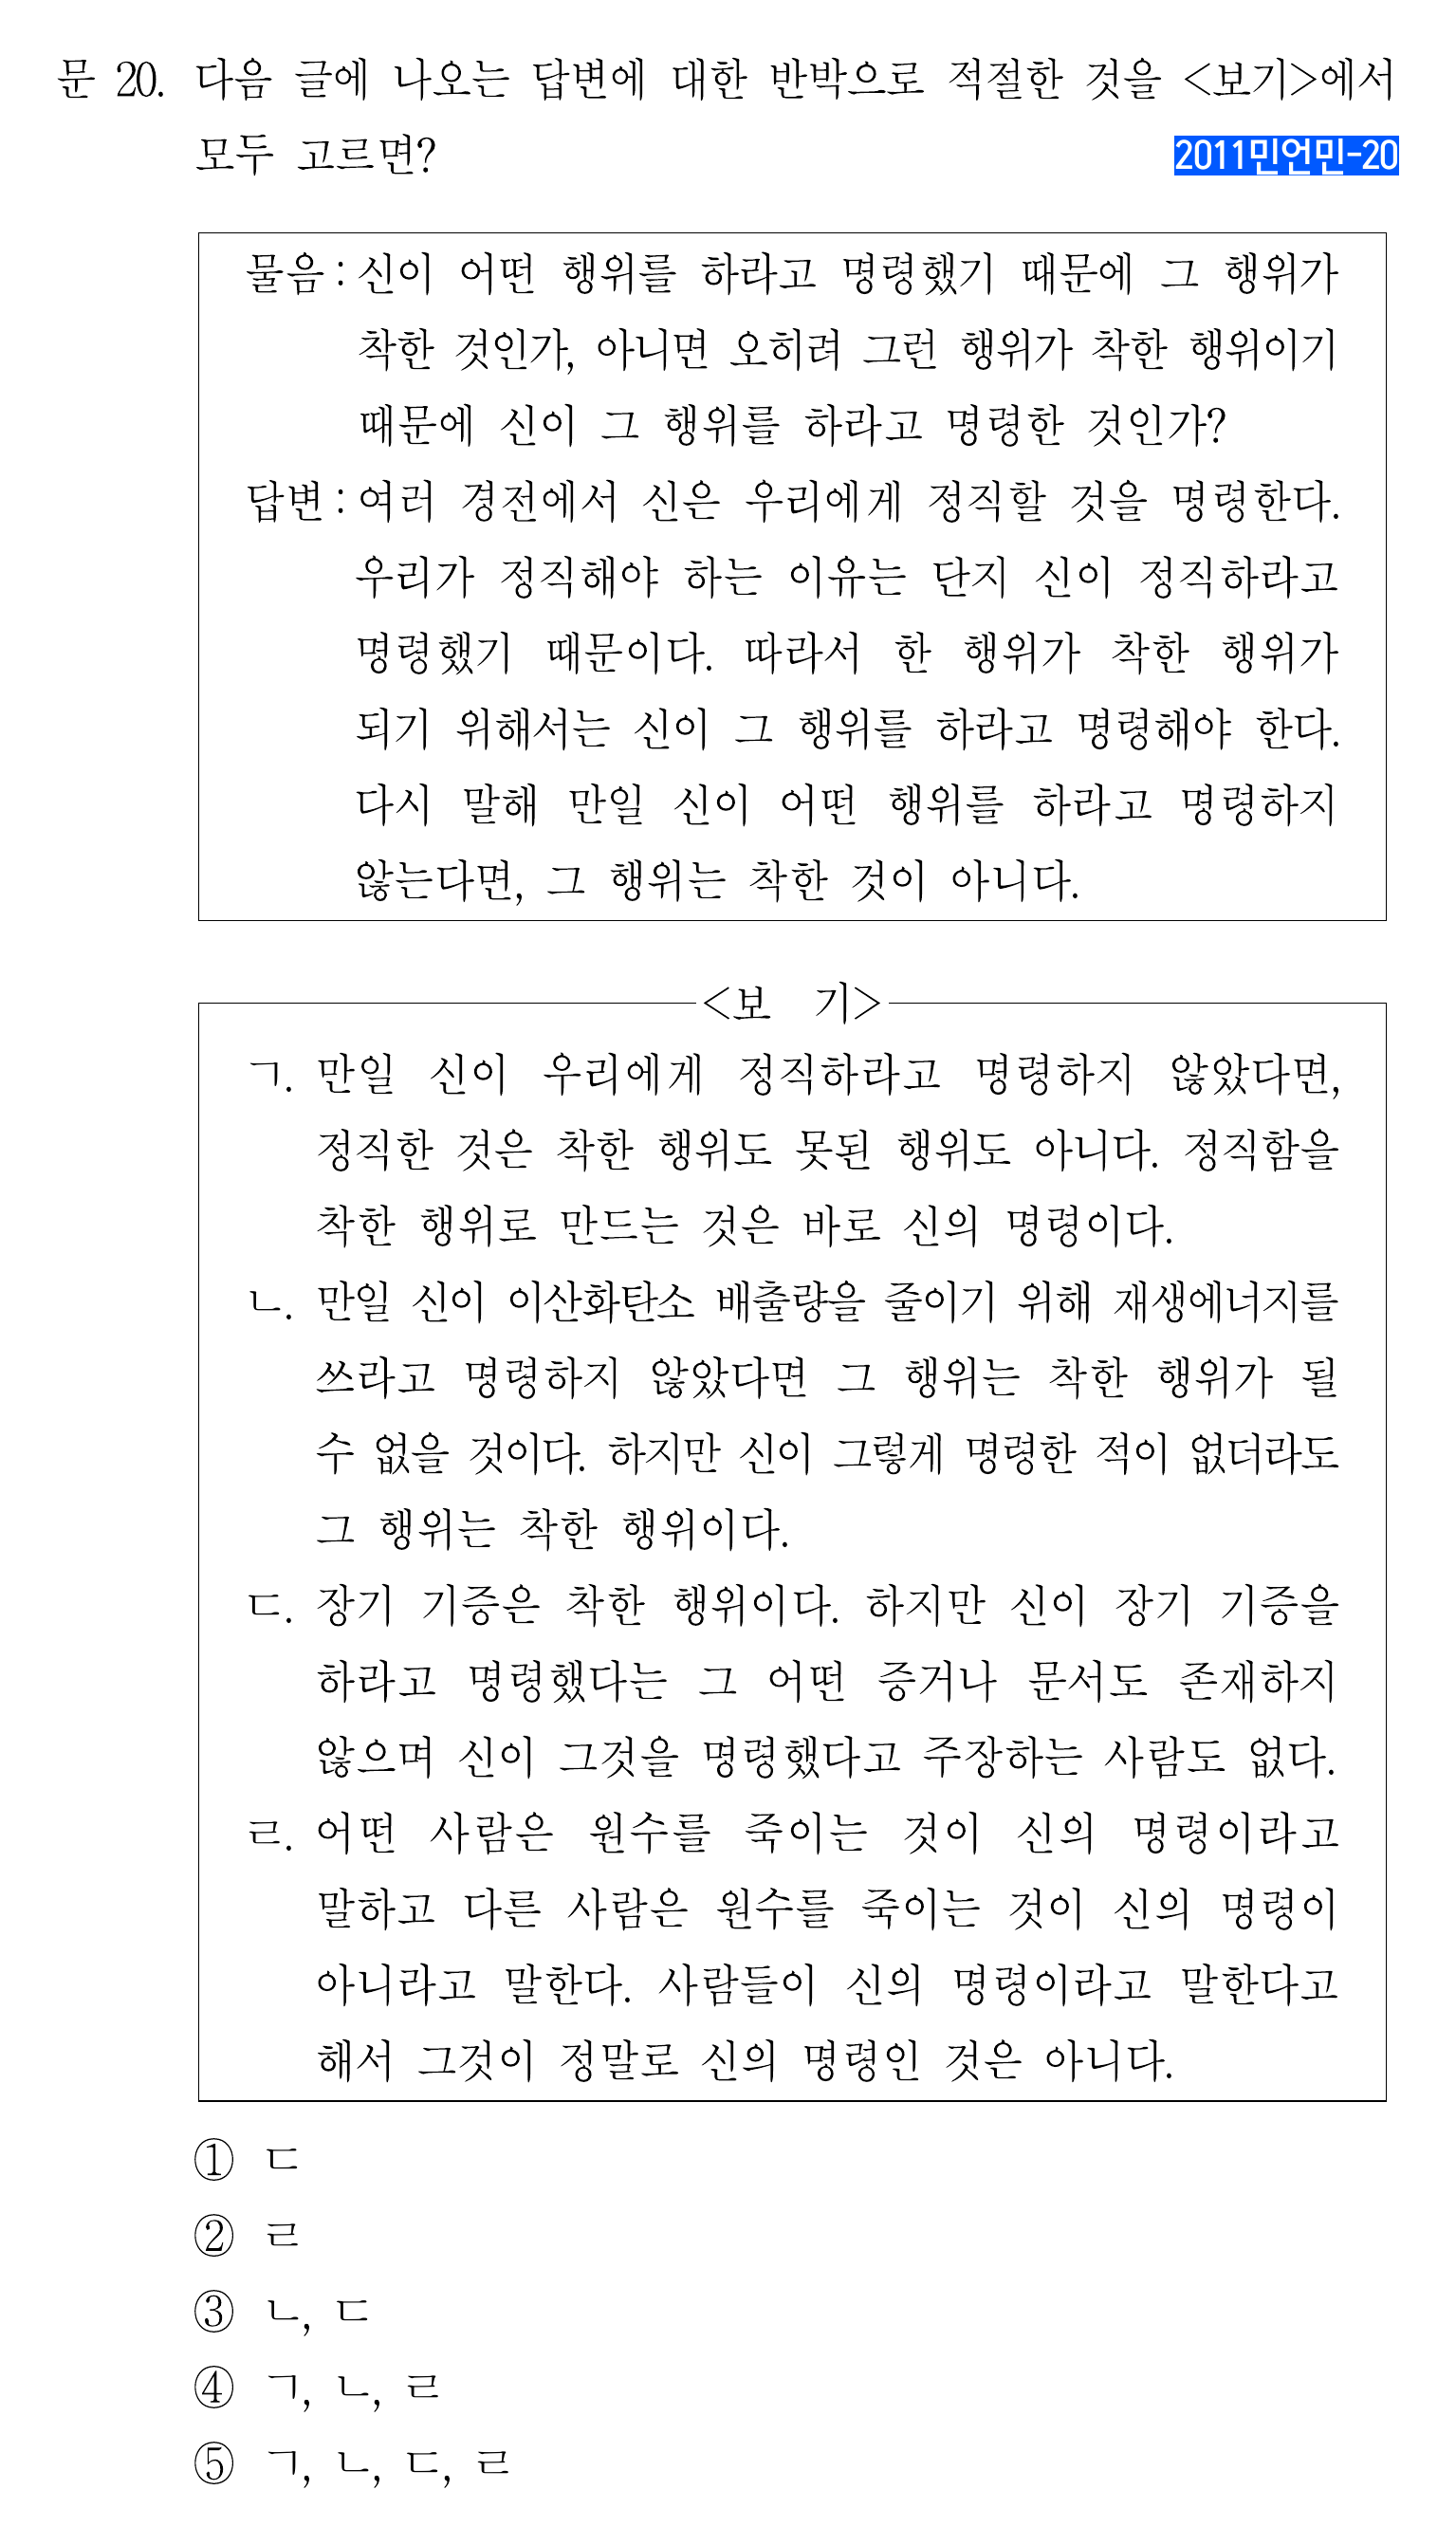 문 20. 다음 글에 나오는 답변에 대한 반박으로 적절한 것을 <보기>에서
모두 고르면?
2011민언민-20
물음 : 신이 어떤 행위를 하라고 명령했기 때문에 그 행위가
착한 것인가, 아니면 오히려 그런 행위가 착한 행위이기
때문에 신이 그 행위를 하라고 명령한 것인가?
답변 : 여러 경전에서 신은 우리에게 정직할 것을 명령한다.
우리가 정직해야 하는 이유는 단지 신이 정직하라고
명령했기 때문이다. 따라서 한 행위가 착한 행위가
되기 위해서는 신이 그 행위를 하라고 명령해야 한다.
다시 말해 만일 신이 어떤 행위를 하라고 명령하지
않는다면, 그 행위는 착한 것이 아니다.
<보 기>
ㄱ. 만일 신이 우리에게 정직하라고 명령하지 않았다면,
정직한 것은 착한 행위도 못된 행위도 아니다. 정직함을
착한 행위로 만드는 것은 바로 신의 명령이다.
ㄴ. 만일 신이 이산화탄소 배출량을 줄이기 위해 재생에너지를
쓰라고 명령하지 않았다면 그 행위는 착한 행위가 될
수 없을 것이다. 하지만 신이 그렇게 명령한 적이 없더라도
그 행위는 착한 행위이다.
ㄷ. 장기 기증은 착한 행위이다. 하지만 신이 장기 기증을
하라고 명령했다는 그 어떤 증거나 문서도 존재하지
않으며 신이 그것을 명령했다고 주장하는 사람도 없다.
ㄹ. 어떤 사람은 원수를 죽이는 것이 신의 명령이라고
말하고 다른 사람은 원수를 죽이는 것이 신의 명령이
아니라고 말한다. 사람들이 신의 명령이라고 말한다고
해서 그것이 정말로 신의 명령인 것은 아니다.
① ㄷ
② ㄹ
③ ㄴ, ㄷ
④ ㄱ, ㄴ, ㄹ
⑤ ㄱ, ㄴ, ㄷ, ㄹ